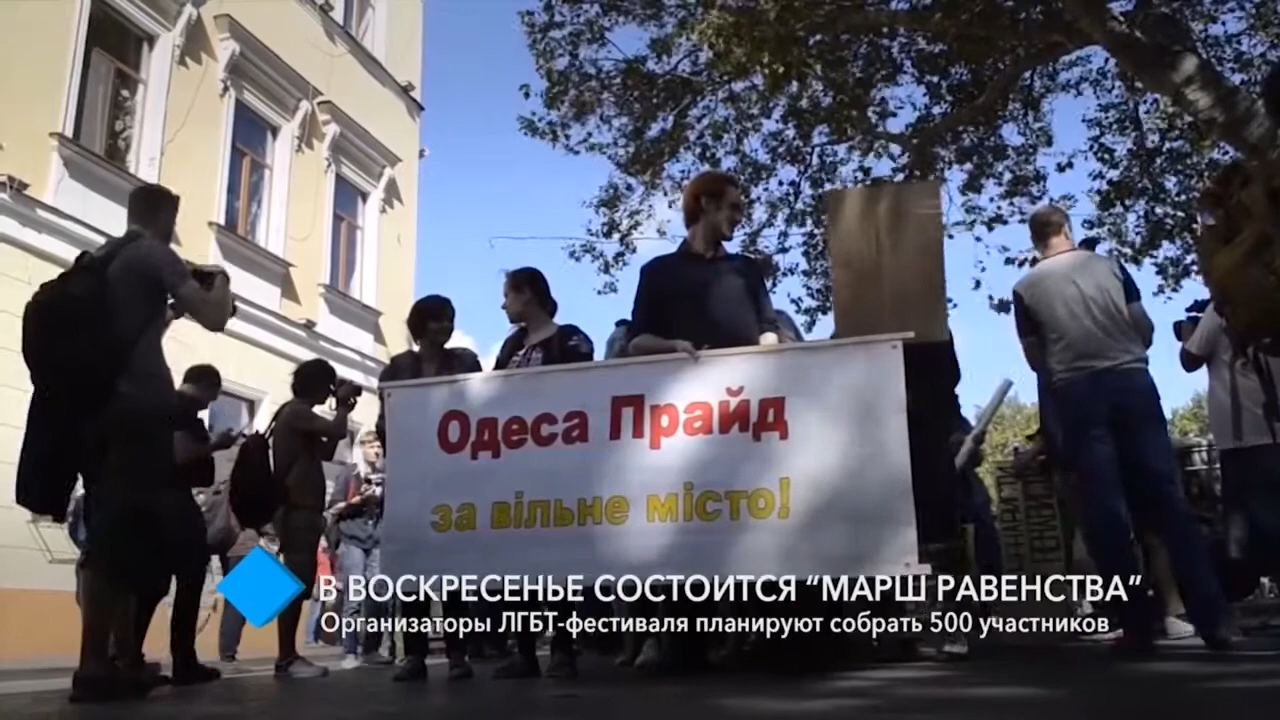 Одеса Прайд
за вільне місто!
В ВОСКРЕСЕНЬЕ СОСТОИТСЯ “МАРШ РАВЕНСТВА”
Организаторы ЛГБТ-фестиваля планируют собрать 500 участников